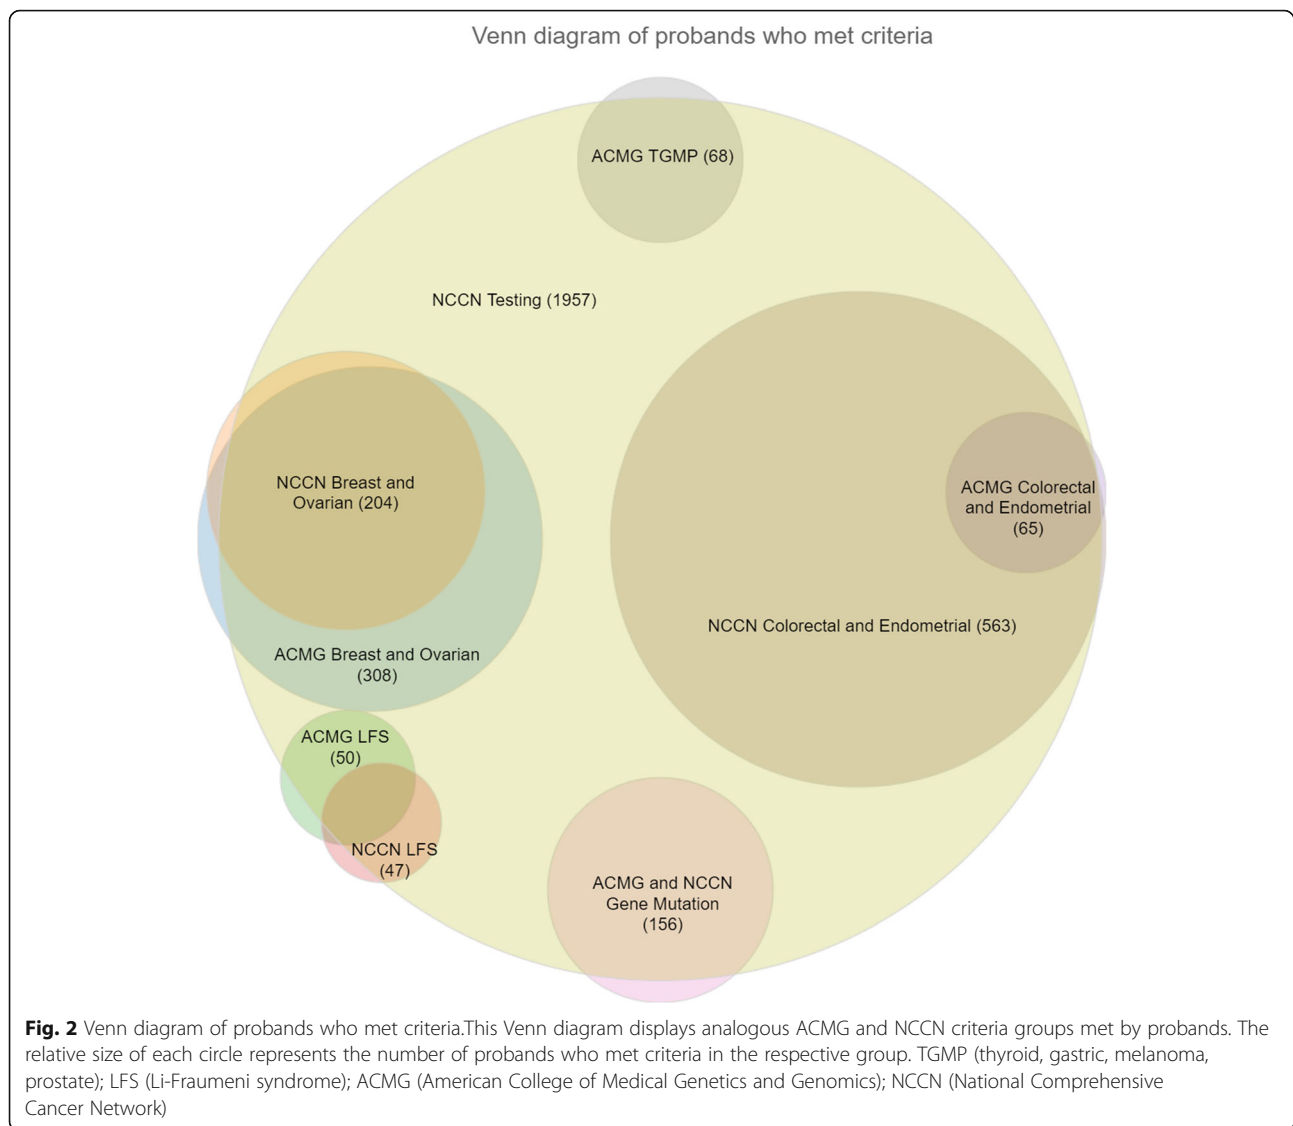 Venn diagram of probands who met criteria
ACMG TGMP (68)
NCCN Testing (1957)
NCCN Breast and
Ovarian (204)
ACMG Colorectal
and Endometrial
(65)
NCCN Colorectal and Endometrial (563)
ACMG Breast and Ovarian
(308)
ACMG LFS
(50)
NCCN LFS
(47)
ACMG and NCCN
Gene Mutation
(156)
Fig. 2 Venn diagram of probands who met criteria.This Venn diagram displays analogous ACMG and NCCN criteria groups met by probands. The
relative size of each circle represents the number of probands who met criteria in the respective group. TGMP (thyroid, gastric, melanoma,
prostate); LFS (Li-Fraumeni syndrome); ACMG (American College of Medical Genetics and Genomics); NCCN (National Comprehensive
Cancer Network)